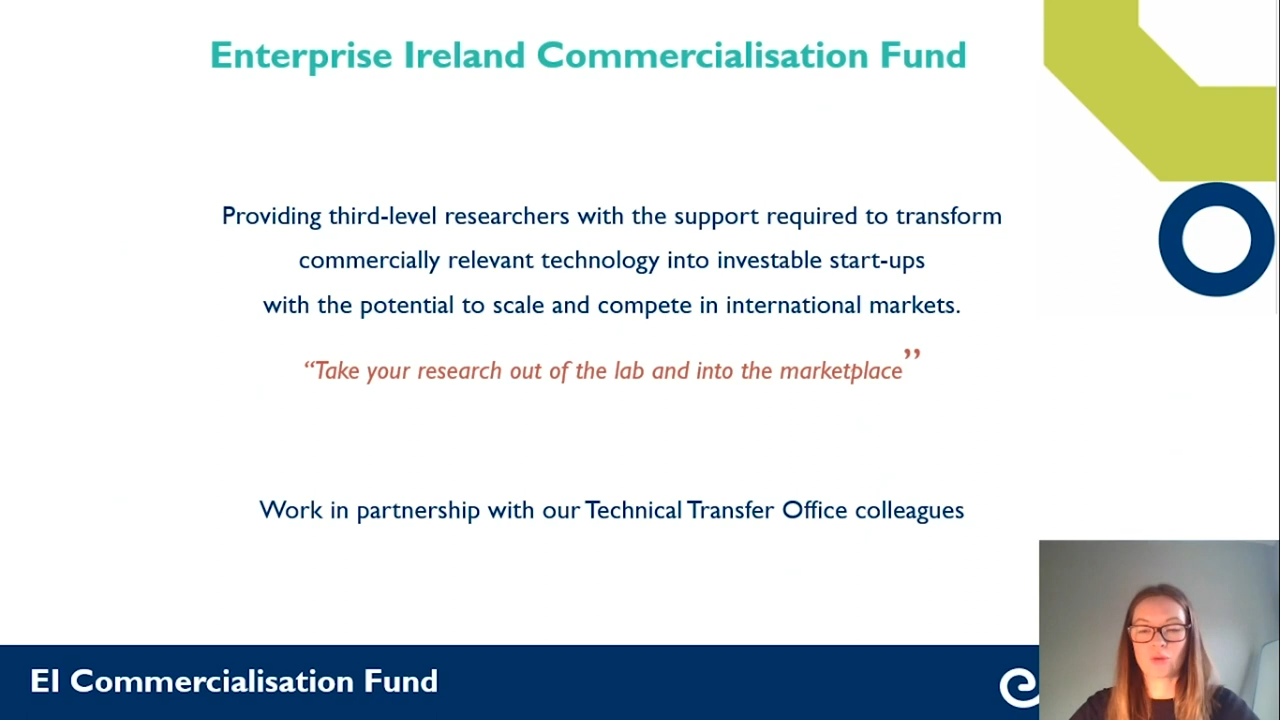 Enterprise Ireland Commercialisation Fund
Providing third-level researchers with the support required to transform
commercially relevant technology into investable start-ups
with the potential to scale and compete in international markets.
“Take your research out of the lab and into the marketplace”
Work in partnership with our Technical Transfer Office colleagues
EI Commercialisation Fund